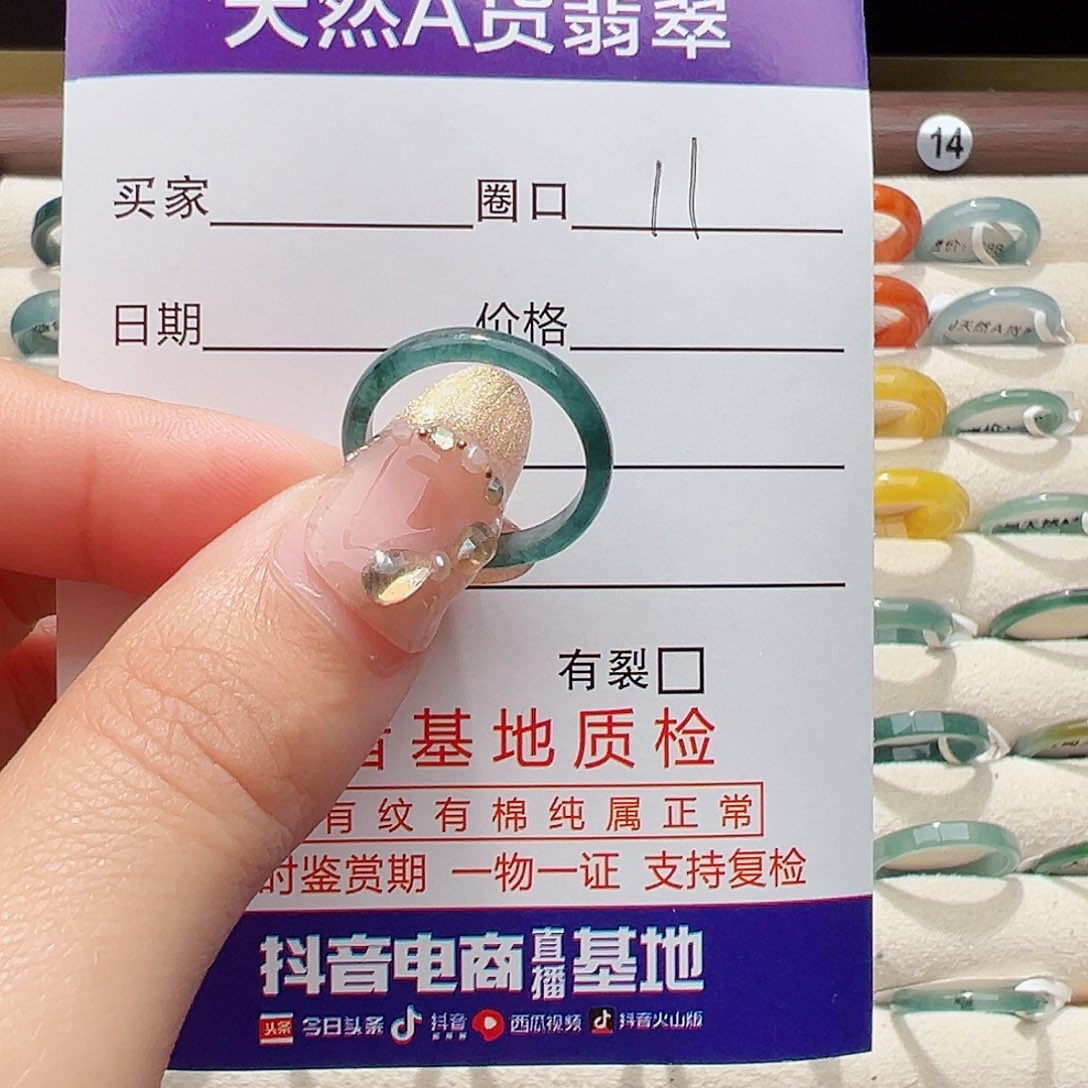 天然A货翡翠
14
买家 圈口 11
日期 价格
有裂
基地质检
有纹有棉纯属正常
时鉴赏期 一物一证 支持复检
抖音电商直播基地
头条 今日头条 抖音 西瓜视频 抖音火山版